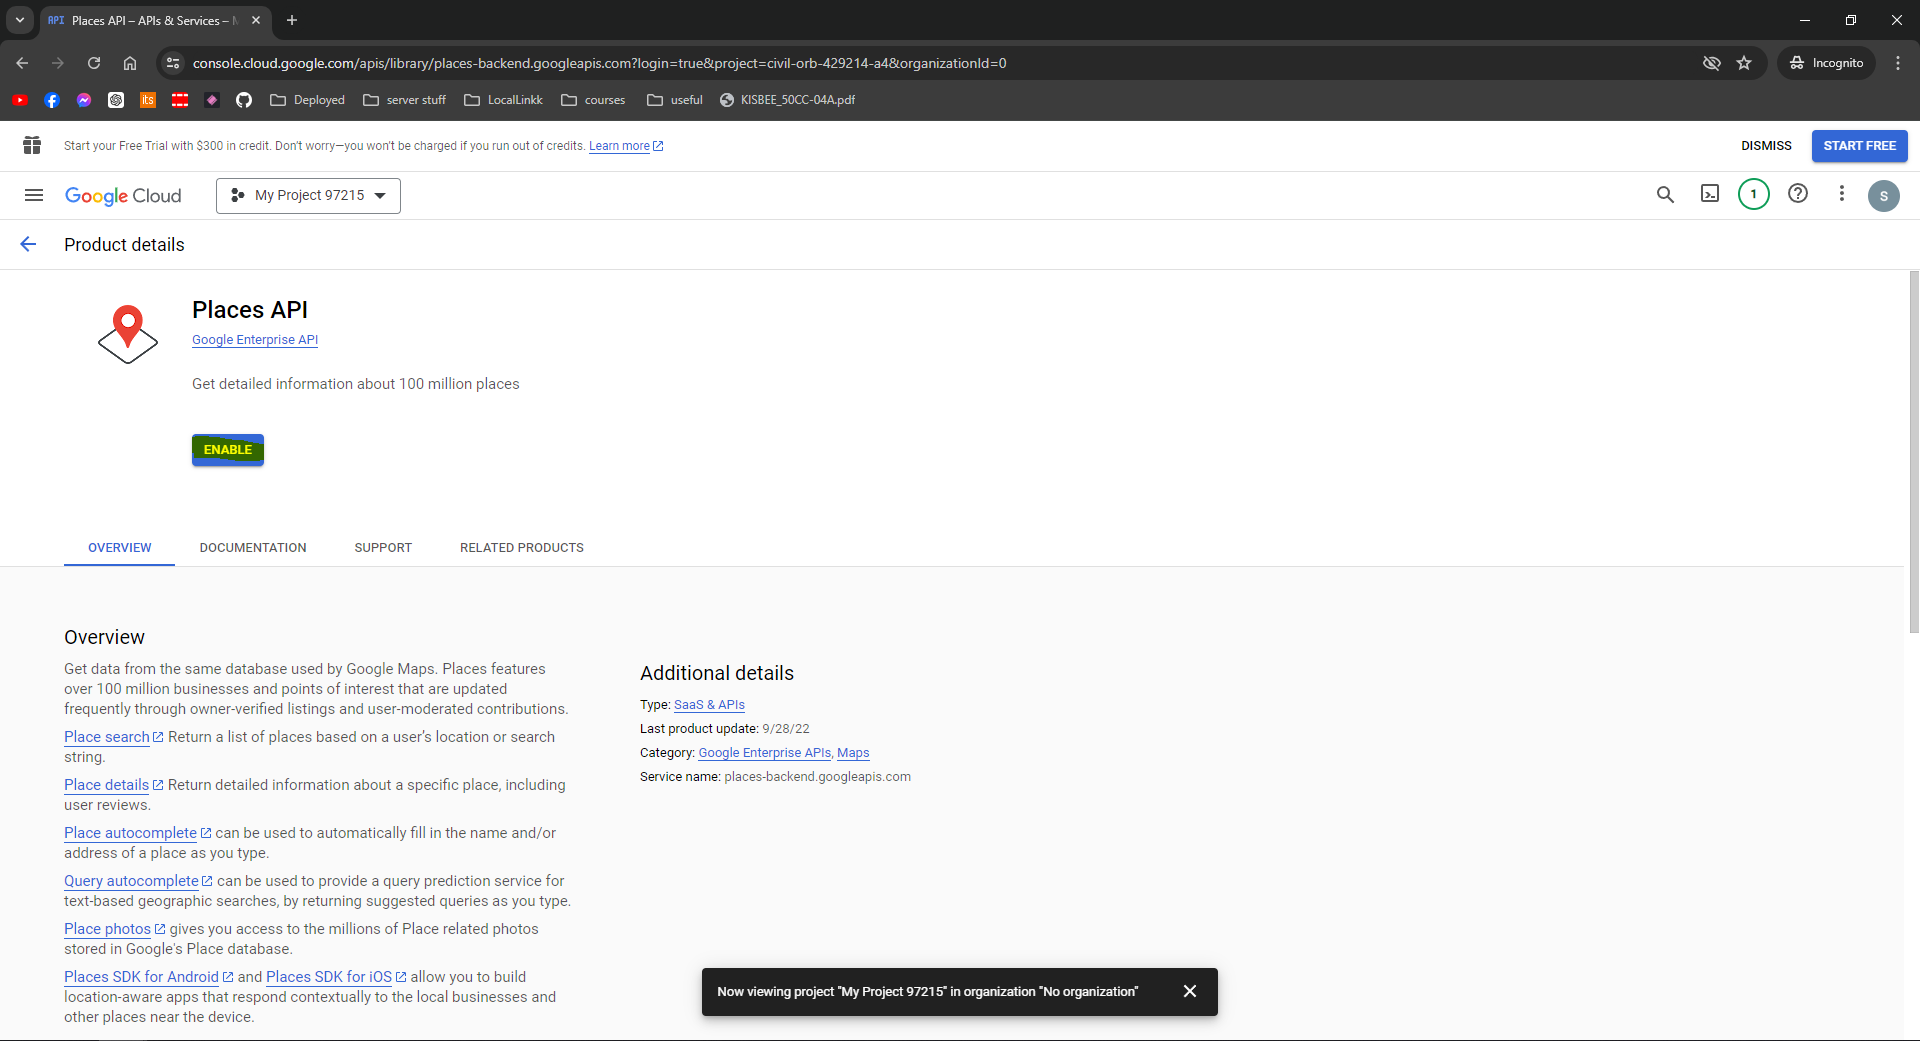 API Places API – APIs & Services – M
console.cloud.google.com/apis/library/places-backend.googleapis.com?login=true&project=civil-orb-429214-a4&organizationId=0
Incognito
its
Deployed
server stuff
LocalLinkk
courses
useful
KISBEE_50CC-04A.pdf
Start your Free Trial with $300 in credit. Don't worry—you won't be charged if you run out of credits. Learn more
DISMISS
START FREE
Google Cloud
My Project 97215
1
S
Product details
Places API
Google Enterprise API
Get detailed information about 100 million places
ENABLE
OVERVIEW
DOCUMENTATION
SUPPORT
RELATED PRODUCTS
Overview
Get data from the same database used by Google Maps. Places features
over 100 million businesses and points of interest that are updated
frequently through owner-verified listings and user-moderated contributions.
Place search Return a list of places based on a user’s location or search
string.
Place details Return detailed information about a specific place, including
user reviews.
Place autocomplete can be used to automatically fill in the name and/or
address of a place as you type.
Query autocomplete can be used to provide a query prediction service for
text-based geographic searches, by returning suggested queries as you type.
Place photos gives you access to the millions of Place related photos
stored in Google's Place database.
Places SDK for Android and Places SDK for iOS allow you to build
location-aware apps that respond contextually to the local businesses and
other places near the device.
Additional details
Type: SaaS & APIs
Last product update: 9/28/22
Category: Google Enterprise APIs, Maps
Service name: places-backend.googleapis.com
Now viewing project "My Project 97215" in organization "No organization"